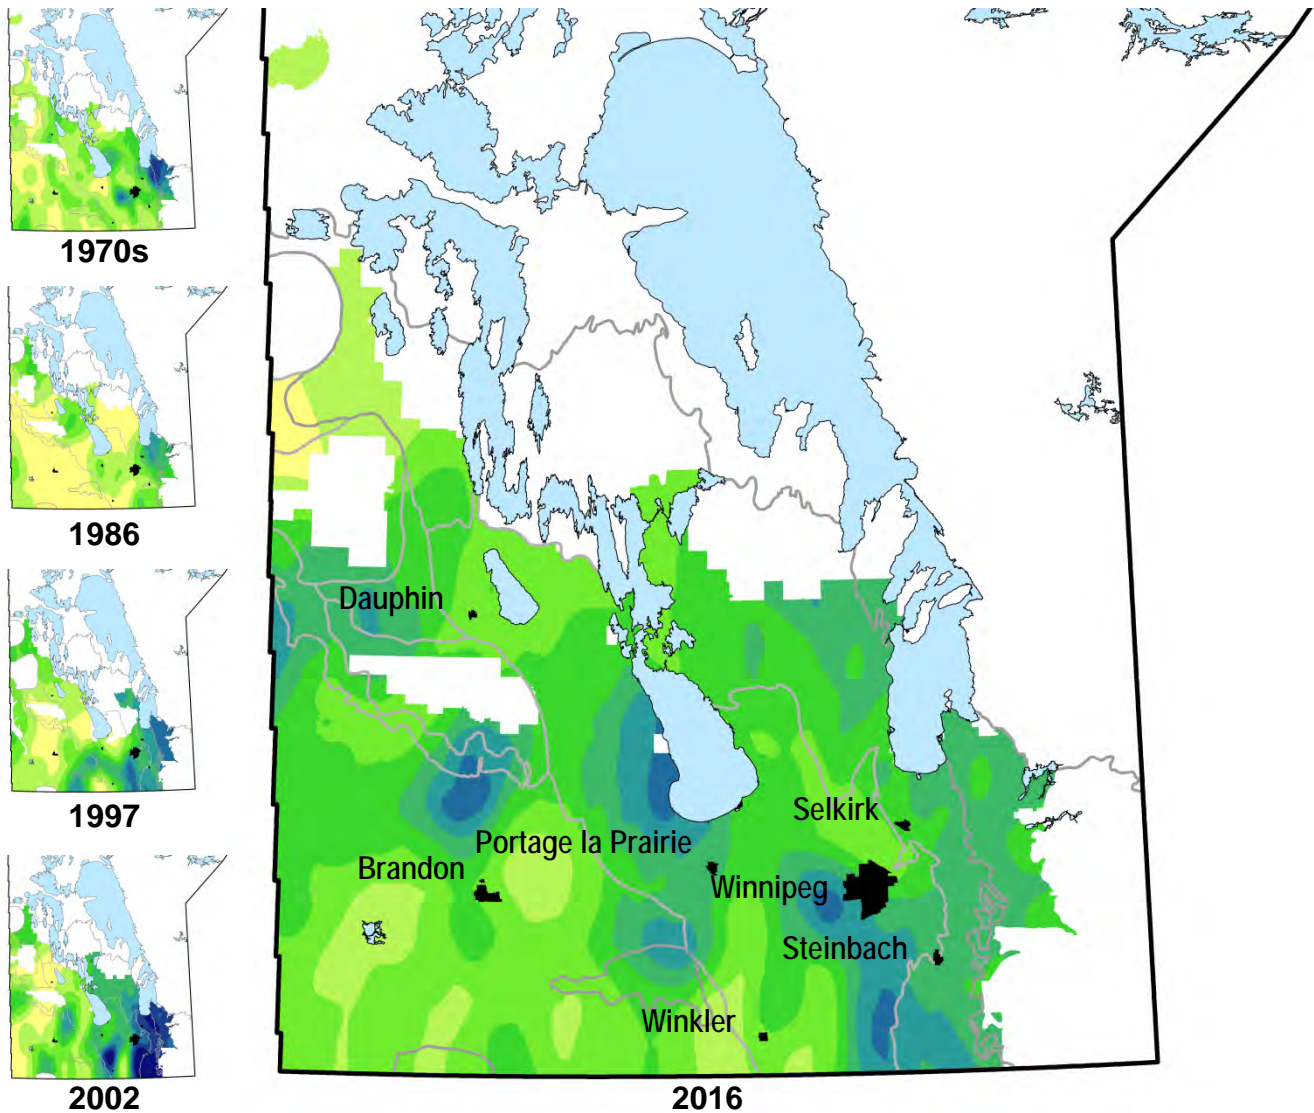 1970s
1986
1997
2002
Dauphin
Portage la Prairie
Brandon
Selkirk
Winnipeg
Steinbach
Winkler
2016